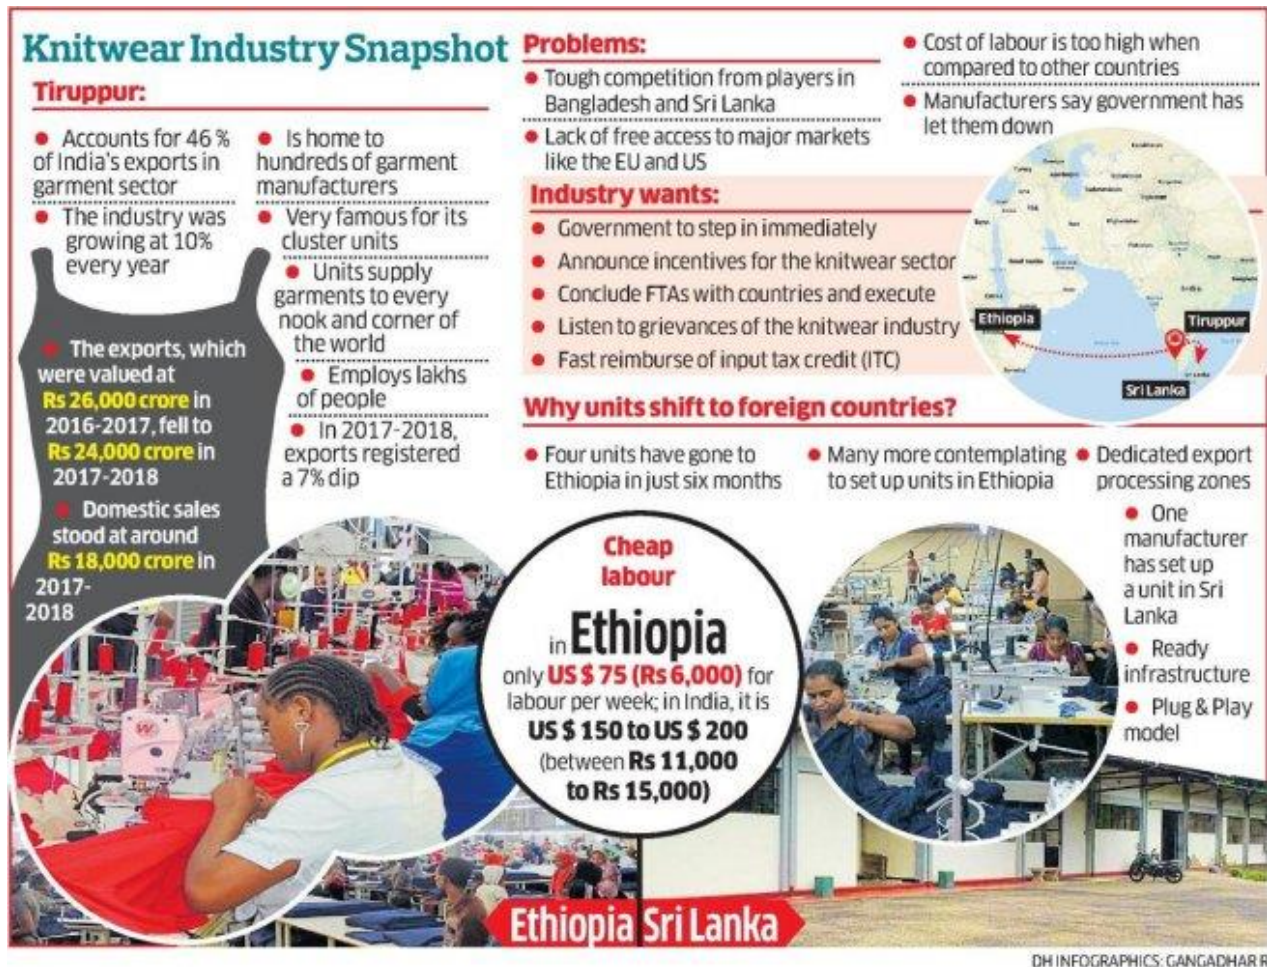 Knitwear Industry Snapshot
Tiruppur:
• Accounts for 46 %
of India's exports in
garment sector
• The industry was
growing at 10%
every year
• The exports, which
were valued at
Rs 26,000 crore in
2016-2017, fell to
Rs 24,000 crore in
2017-2018
• Domestic sales
stood at around
Rs 18,000 crore in
2017-
2018
• Is home to
hundreds of garment
manufacturers
• Very famous for its
cluster units
• Units supply
garments to every
nook and corner of
the world
• Employs lakhs
of people
• In 2017-2018,
exports registered
a 7% dip
Problems:
• Tough competition from players in
Bangladesh and Sri Lanka
• Lack of free access to major markets
like the EU and US
• Cost of labour is too high when
compared to other countries
• Manufacturers say government has
let them down
Industry wants:
• Government to step in immediately
• Announce incentives for the knitwear sector
• Conclude FTAs with countries and execute
• Listen to grievances of the knitwear industry
• Fast reimburse of input tax credit (ITC)
Ethiopia
Tiruppur
Sri Lanka
Why units shift to foreign countries?
• Four units have gone to
Ethiopia in just six months
• Many more contemplating
to set up units in Ethiopia
• Dedicated export
processing zones
• One
manufacturer
has set up
a unit in Sri
Lanka
• Ready
infrastructure
• Plug & Play
model
Cheap
labour
in Ethiopia
only US $ 75 (Rs 6,000) for
labour per week; in India, it is
US $ 150 to US $ 200
(between Rs 11,000
to Rs 15,000)
Ethiopia
Sri Lanka
DH INFOGRAPHICS: GANGADHAR R